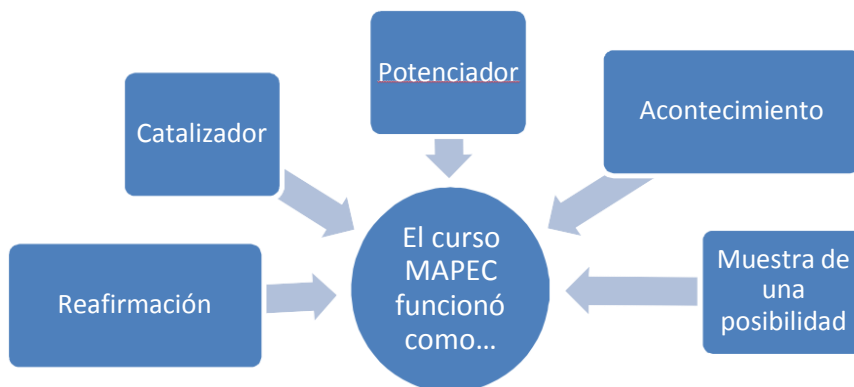 Potenciador
Acontecimiento
Catalizador
El curso
MAPEC
funcionó
como...
Muestra de
una
posibilidad
Reafirmación